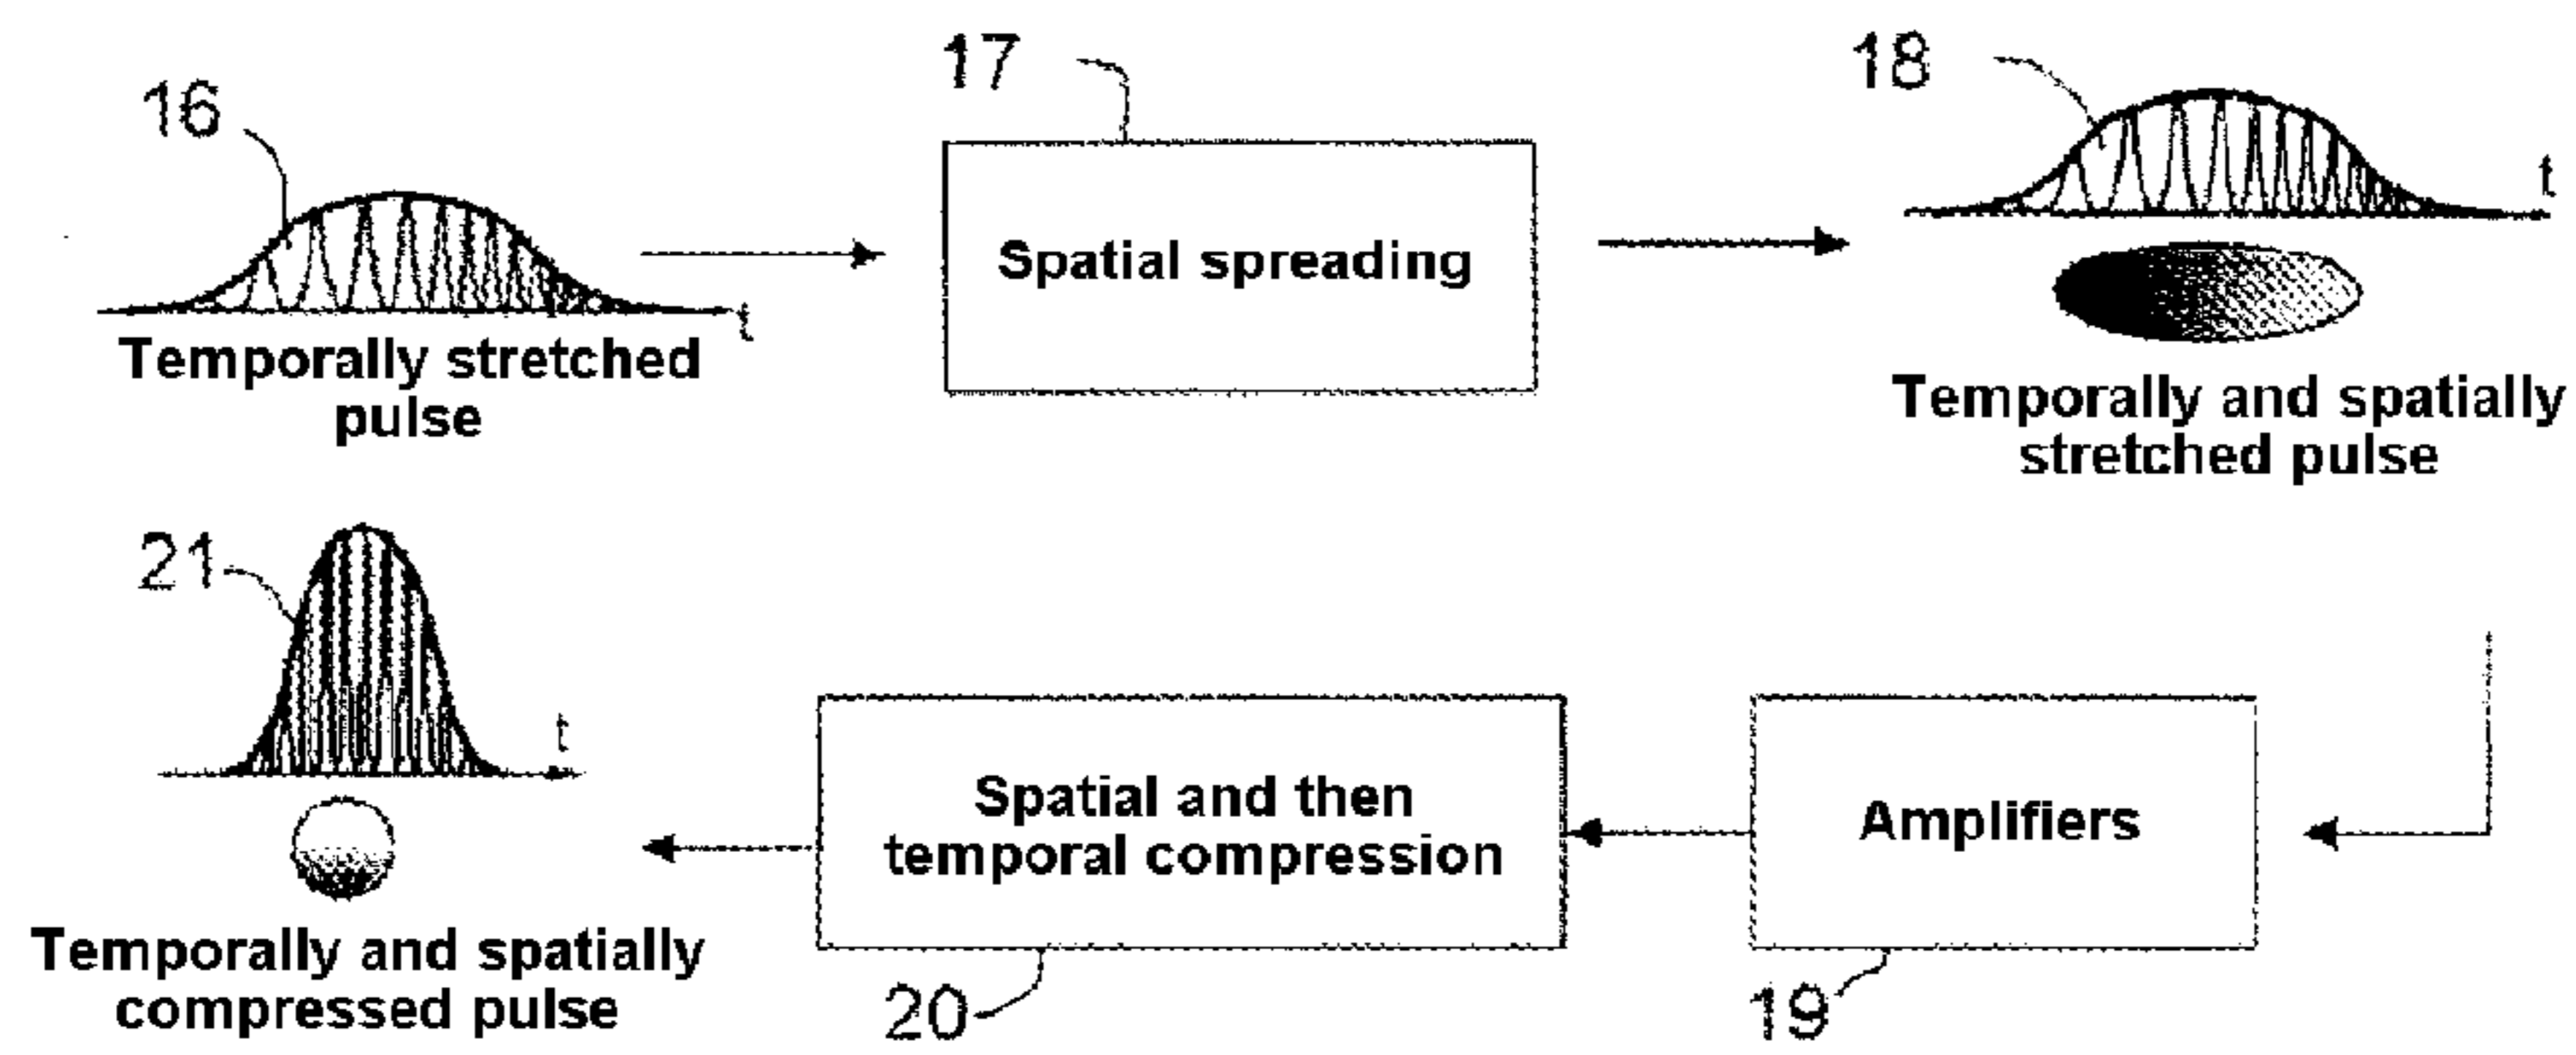 16
17
18
t
t
Temporally stretched
pulse
Spatial spreading
Temporally and spatially
stretched pulse
21
t
Spatial and then
temporal compression
Amplifiers
Temporally and spatially
compressed pulse
20
19